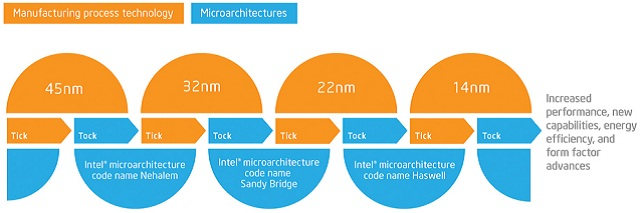 Manufacturing process technology
Microarchitectures
45nm
32nm
22nm
14nm
Tick
Tock
Tick
Tock
Tick
Tock
Tick
Tock
Intel® microarchitecture
code name Nehalem
Intel® microarchitecture
code name
Sandy Bridge
Intel® microarchitecture
code name Haswell
Increased
performance, new
capabilities, energy
efficiency, and
form factor
advances